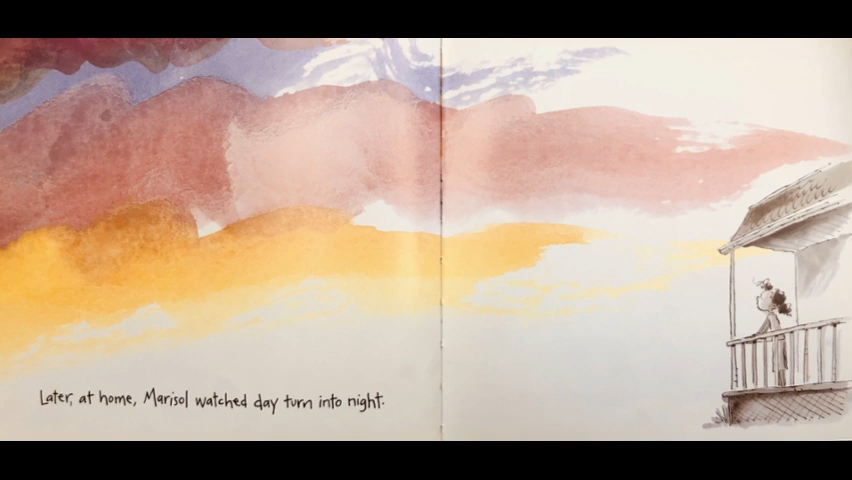 Later, at home, Marisol watched day turn into night.